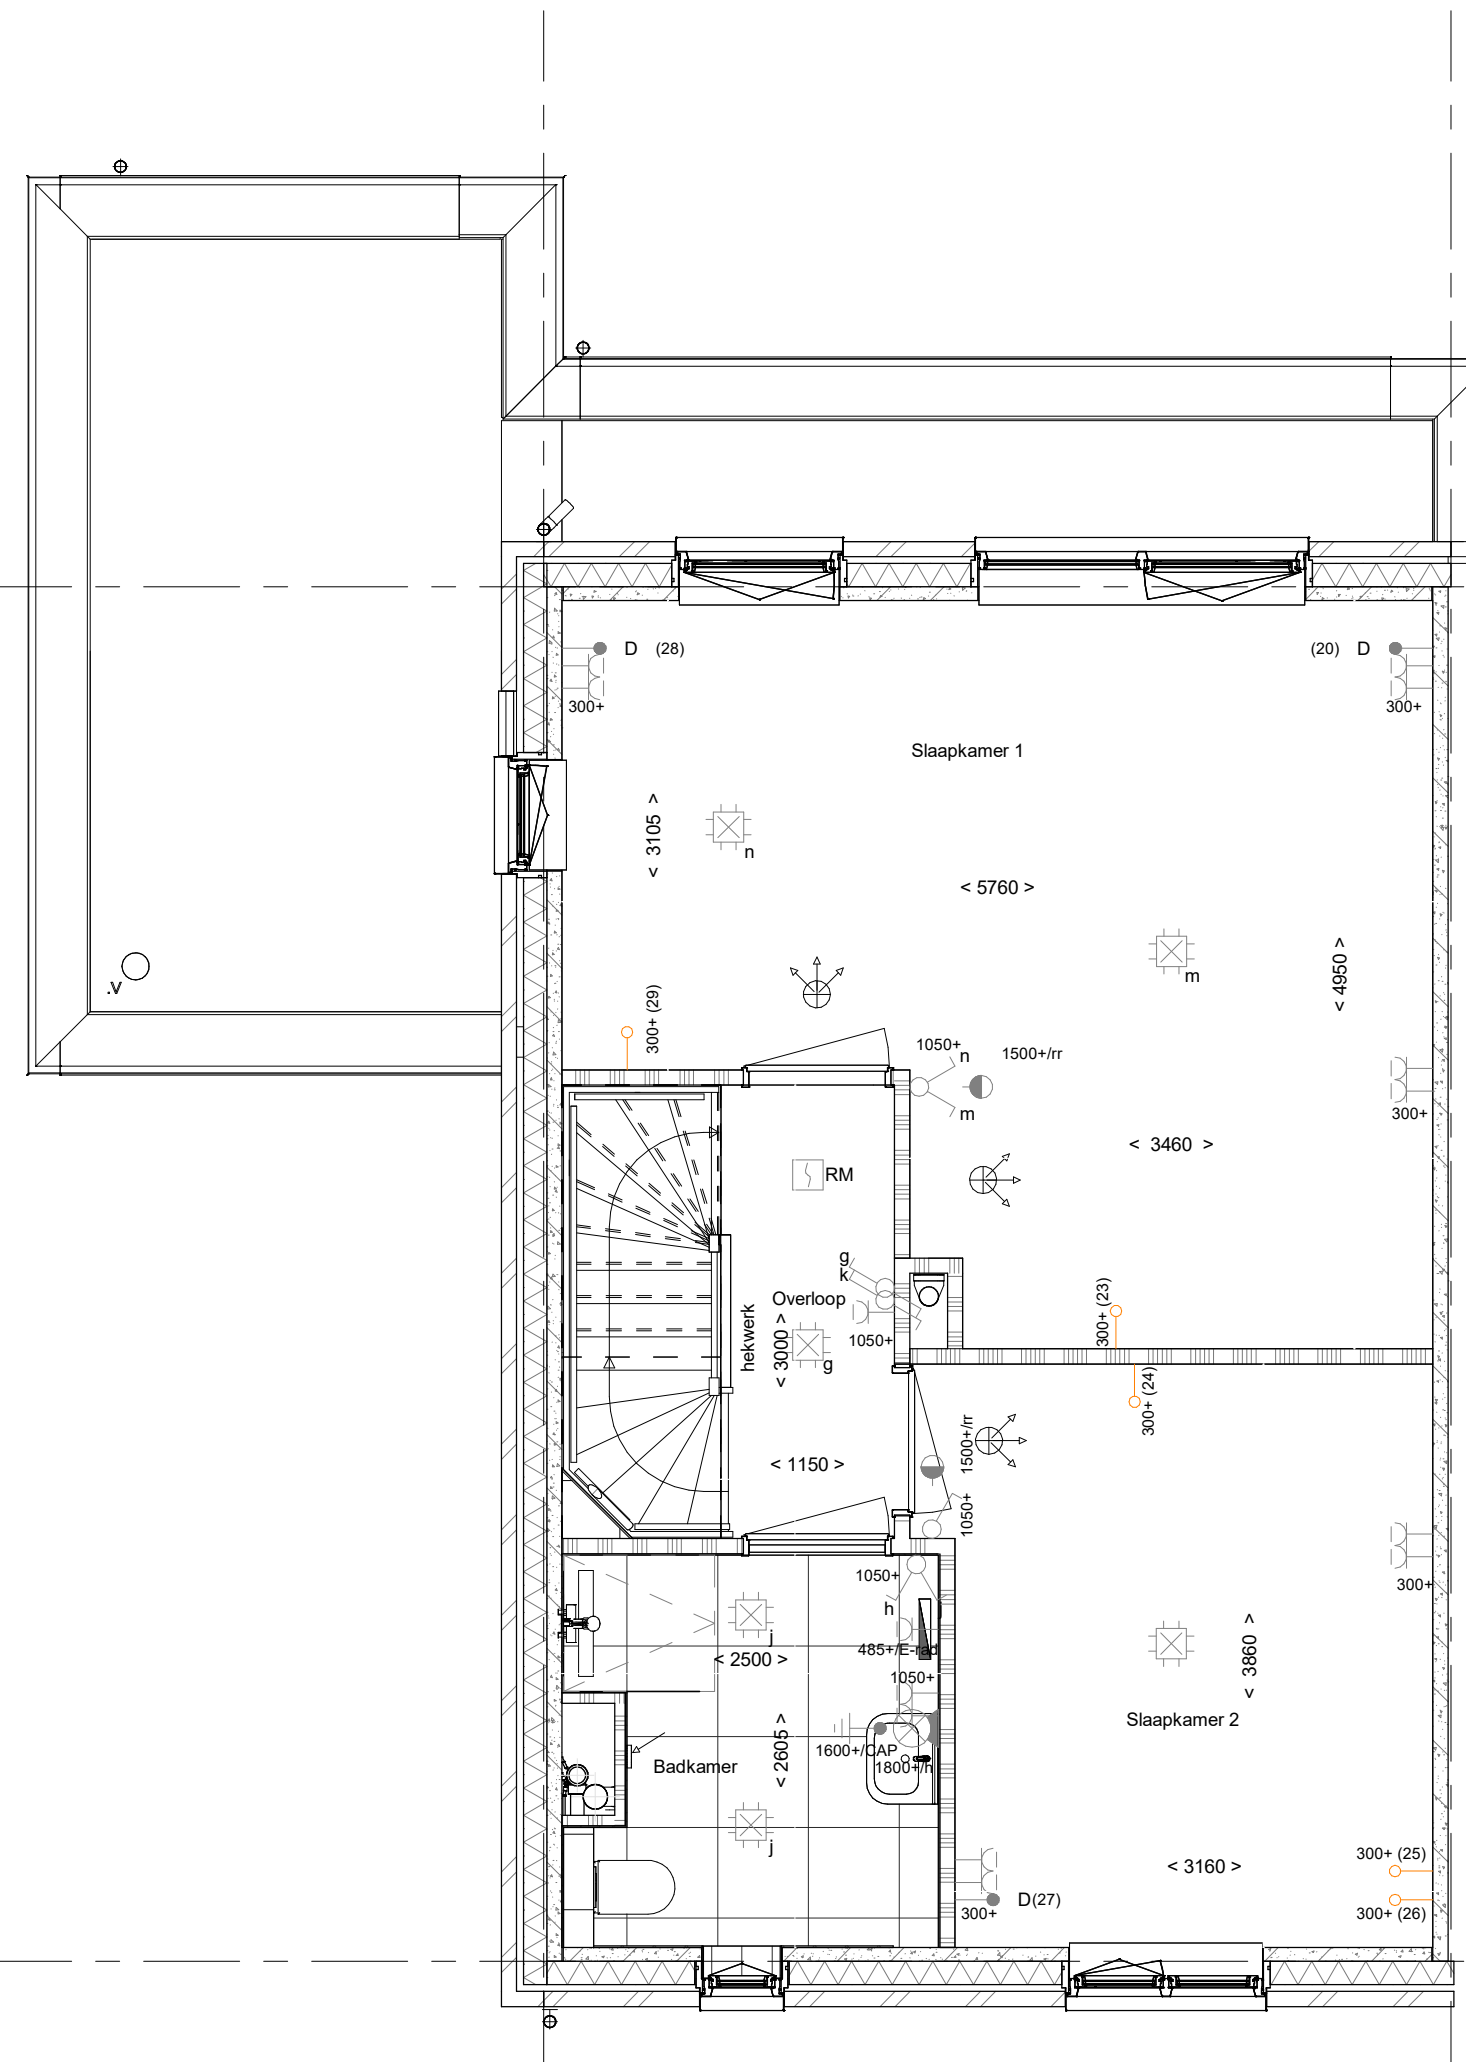 D (28)
(20) D
300+
300+
Slaapkamer 1
< 3105 >
n
< 5760 >
m
< 4950 >
.V
300+ (29)
1050+
n
1500+/rr
m
300+
< 3460 >
RM
g
k
Overloop
1050+
hekwerk
< 3000 >
g
300+ (23)
300+ (24)
1500+/rr
< 1150 >
1050+
1050+
h
300+
j
485+/E-rad
< 2500 >
1050+
< 3860 >
Slaapkamer 2
1600+/CAP
1800+/h
Badkamer
< 2605 >
j
300+ (25)
< 3160 >
D(27)
300+
300+ (26)